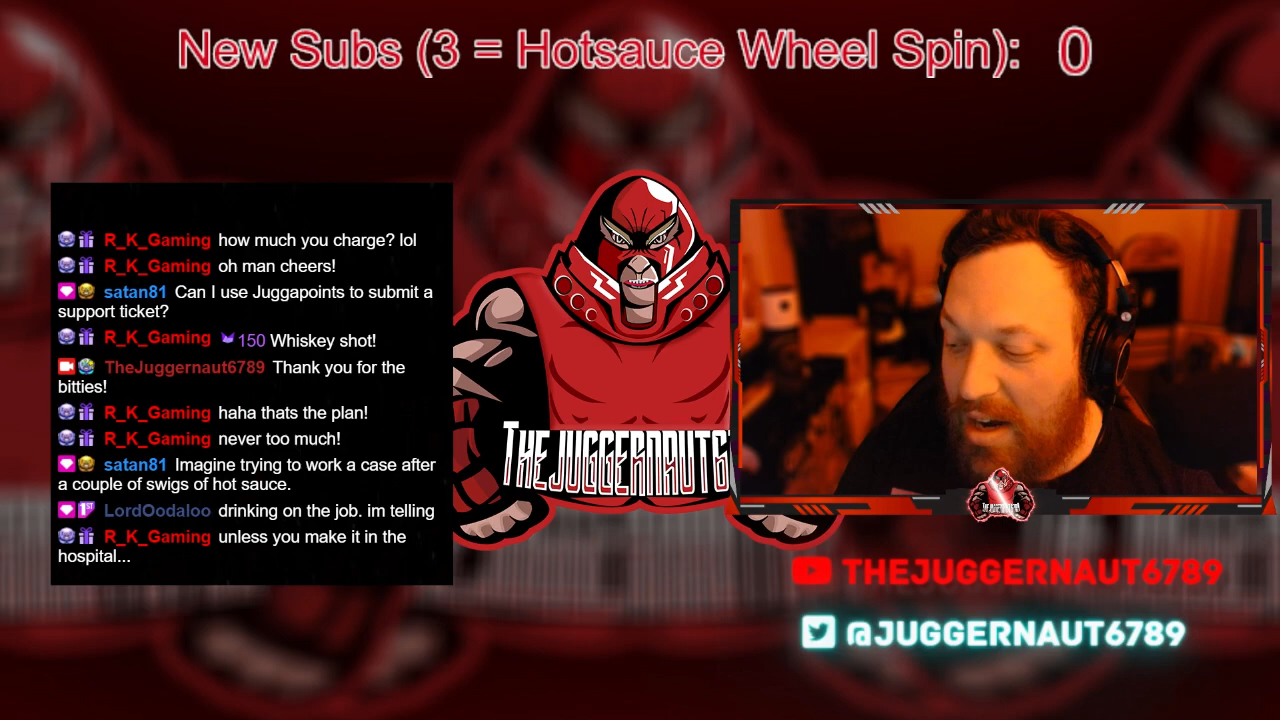 New Subs (3 = Hotsauce Wheel Spin): 0
R_K_Gaming how much you charge? lol
R_K_Gaming oh man cheers!
satan81 Can I use Juggapoints to submit a
support ticket?
R_K_Gaming 150 Whiskey shot!
TheJuggernaut6789 Thank you for the
bitties!
R_K_Gaming haha thats the plan!
R_K_Gaming never too much!
satan81 Imagine trying to work a case after
a couple of swigs of hot sauce.
1ST LordOodaloo drinking on the job. im telling
R_K_Gaming unless you make it in the
hospital...
THEJUGGERNAUT6
THEJUGGERNAUT6789
@JUGGERNAUT6789